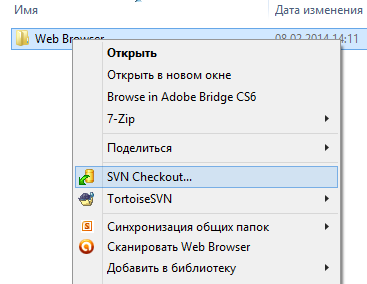 Имя Дата изменения
Web Browser 08.02.2014 14:11
Открыть
Открыть в новом окне
Browse in Adobe Bridge CS6
7-Zip
Поделиться
SVN Checkout...
TortoiseSVN
Синхронизация общих папок
Сканировать Web Browser
Добавить в библиотеку